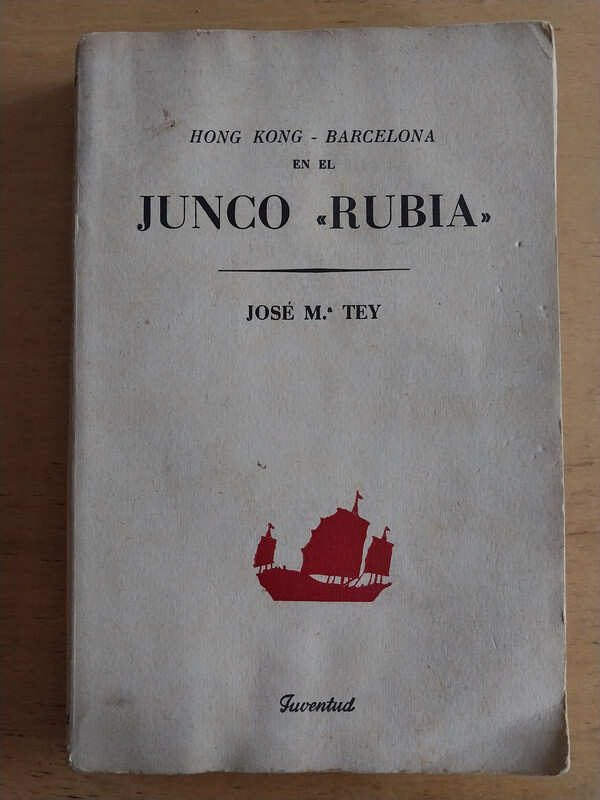 HONG KONG - BARCELONA
EN EL
JUNCO «RUBIA»
JOSÉ M.ª TEY
Juventud